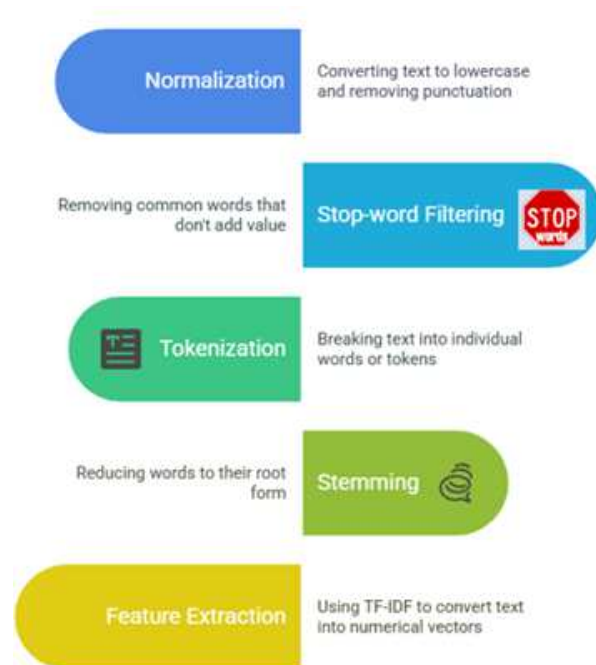 Normalization
Converting text to lowercase
and removing punctuation
Removing common words that
don't add value
Stop-word Filtering
STOP
words
Tokenization
Breaking text into individual
words or tokens
Reducing words to their root
form
Stemming
Feature Extraction
Using TF-IDF to convert text
into numerical vectors